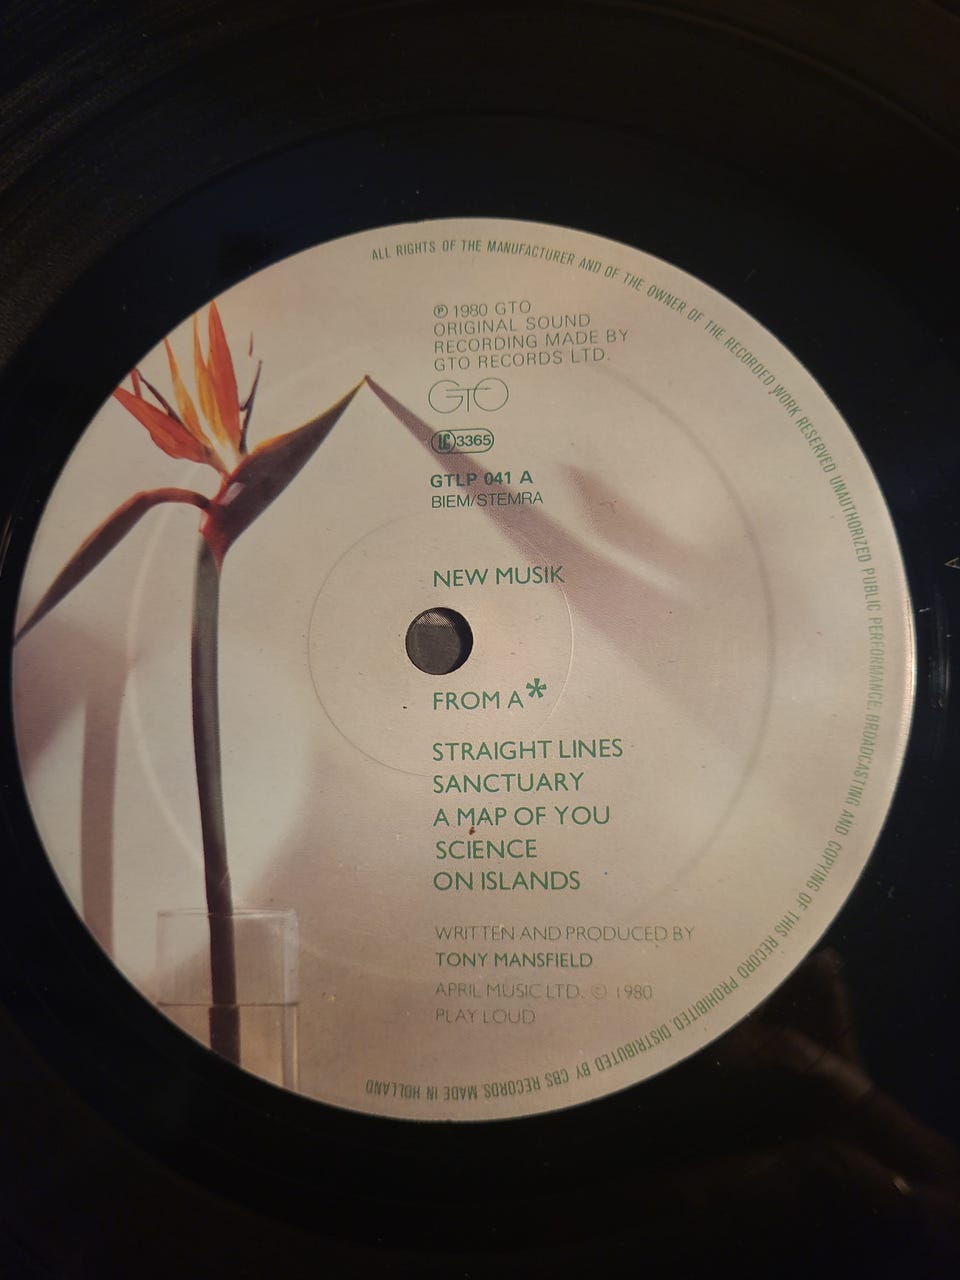 ALL RIGHTS OF THE MANUFACTURER AND OF THE OWNER OF THE RECORDED WORK RESERVED UNAUTHORIZED PUBLIC PERFORMANCE, BROADCASTING AND COPYING OF THIS RECORD PROHIBITED. DISTRIBUTED BY CBS RECORDS. MADE IN HOLLAND
℗ 1980 GTO
ORIGINAL SOUND
RECORDING MADE BY
GTO RECORDS LTD.
GTO
LC 3365
GTLP 041 A
BIEM/STEMRA
NEW MUSIK
FROM A*
STRAIGHT LINES
SANCTUARY
A MAP OF YOU
SCIENCE
ON ISLANDS
WRITTEN AND PRODUCED BY
TONY MANSFIELD
APRIL MUSIC LTD. © 1980
PLAY LOUD